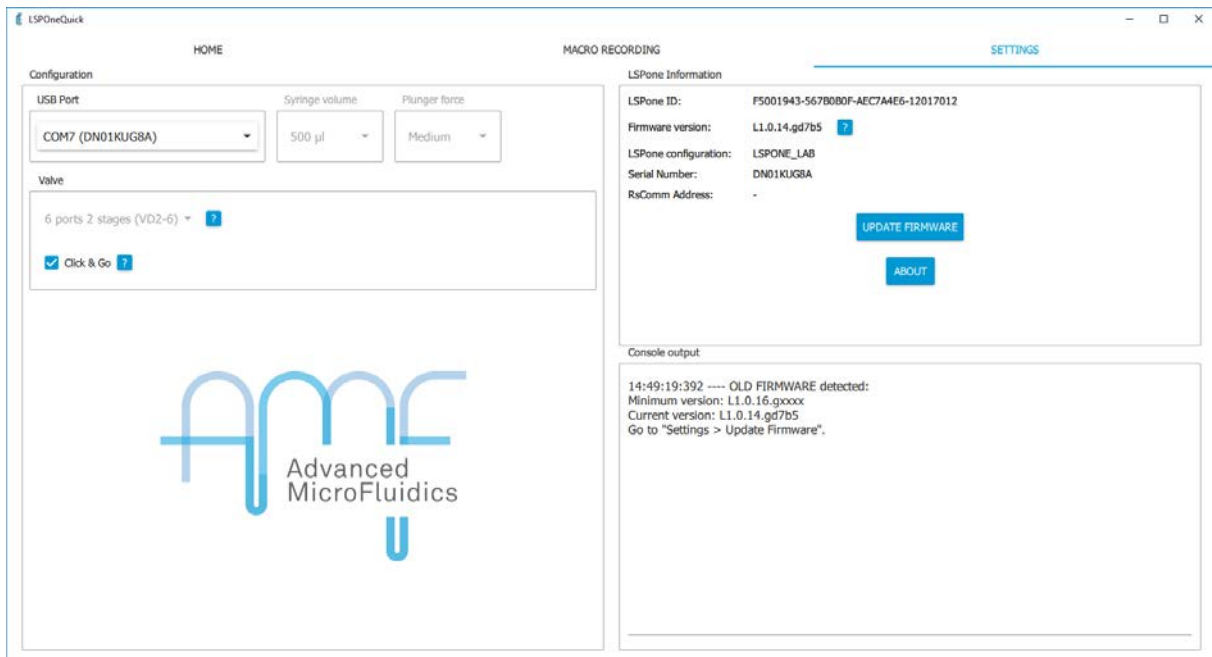 LSPOneQuick
HOME MACRO RECORDING SETTINGS
Configuration
USB Port Syringe volume Plunger force
COM7 (DN01KUG8A) 500 µl Medium
Valve
6 ports 2 stages (VD2-6) ?
Click & Go ?
AMF
Advanced
MicroFluidics
LSPone Information
LSPone ID: F5001943-567B0B0F-AEC7A4E6-12017012
Firmware version: L1.0.14.gd7b5 ?
LSPone configuration: LSPONE_LAB
Serial Number: DN01KUG8A
RsComm Address: -
UPDATE FIRMWARE
ABOUT
Console output
14:49:19:392 ---- OLD FIRMWARE detected:
Minimum version: L1.0.16.gxxxx
Current version: L1.0.14.gd7b5
Go to "Settings > Update Firmware".